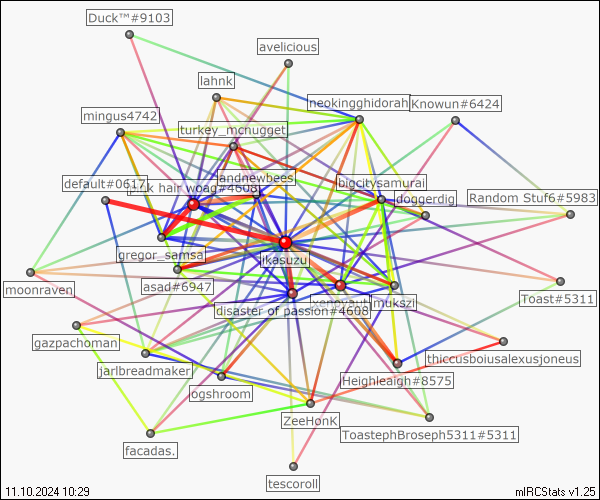 Duck™#9103
avelicious
lahnk
neokingghidorah
Knowun#6424
mingus4742
turkey_mcnugget
andnewbees
bigcitysamurai
default#0617
hair woag#4608
doggerdig
Random Stuf6#5983
gregor_samsa
ikasuzu
asad#6947
moonraven
mukszi
Toast#5311
disaster of passion#4608
gazpachoman
thiccusboiusalexusjoneus
jarlbreadmaker
Heighleaigh#8575
ogshroom
ZeeHonK
ToastephBroseph5311#5311
facadas.
tescoroll
11.10.2024 10:29
mIRCStats v1.25